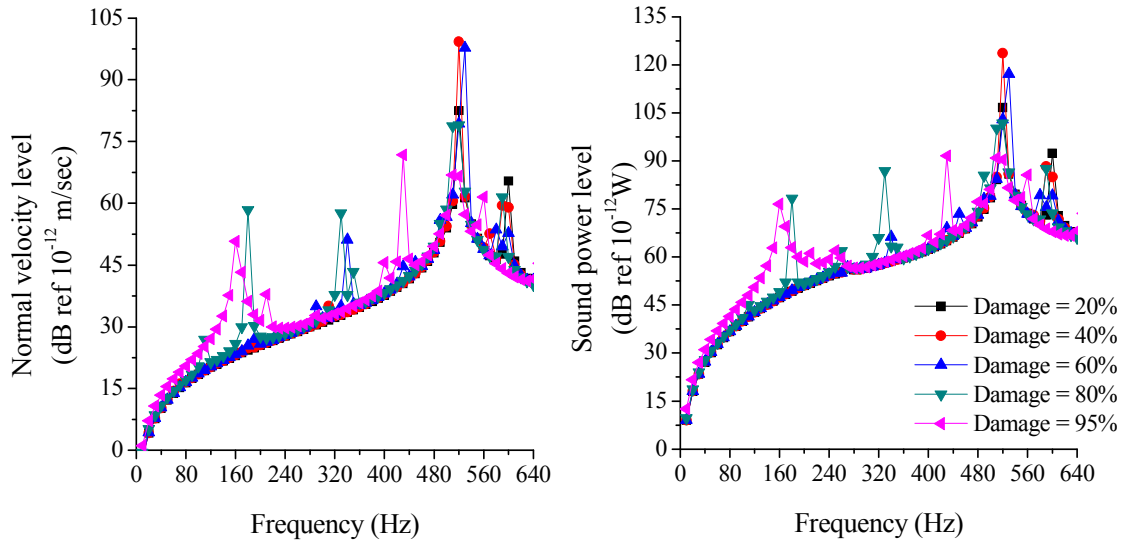 Normal velocity level
(dB ref 10⁻¹² m/sec)
105
90
75
60
45
30
15
0
0 80 160 240 320 400 480 560 640
Frequency (Hz)
Sound power level
(dB ref 10⁻¹²W)
135
120
105
90
75
60
45
30
15
0
0 80 160 240 320 400 480 560 640
Frequency (Hz)
Damage = 20%
Damage = 40%
Damage = 60%
Damage = 80%
Damage = 95%